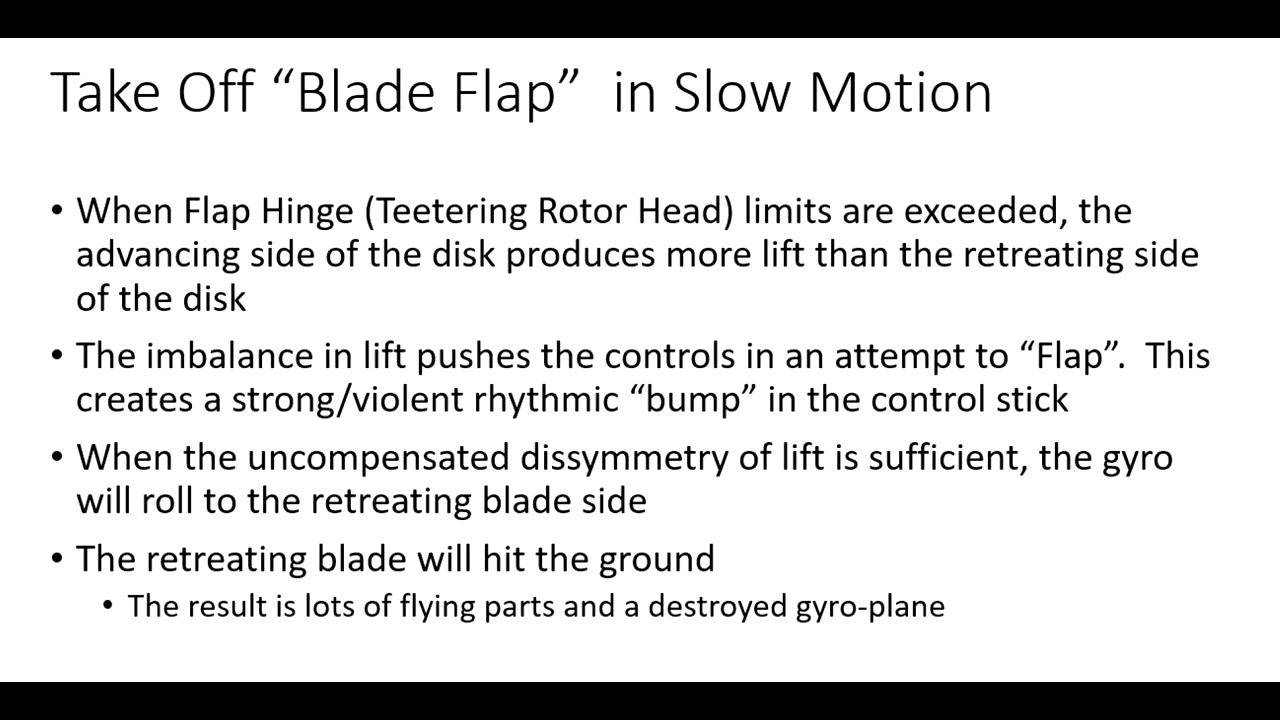 Take Off “Blade Flap”  in Slow Motion
• When Flap Hinge (Teetering Rotor Head) limits are exceeded, the
advancing side of the disk produces more lift than the retreating side
of the disk
• The imbalance in lift pushes the controls in an attempt to “Flap”.  This
creates a strong/violent rhythmic “bump” in the control stick
• When the uncompensated dissymmetry of lift is sufficient, the gyro
will roll to the retreating blade side
• The retreating blade will hit the ground
• The result is lots of flying parts and a destroyed gyro-plane